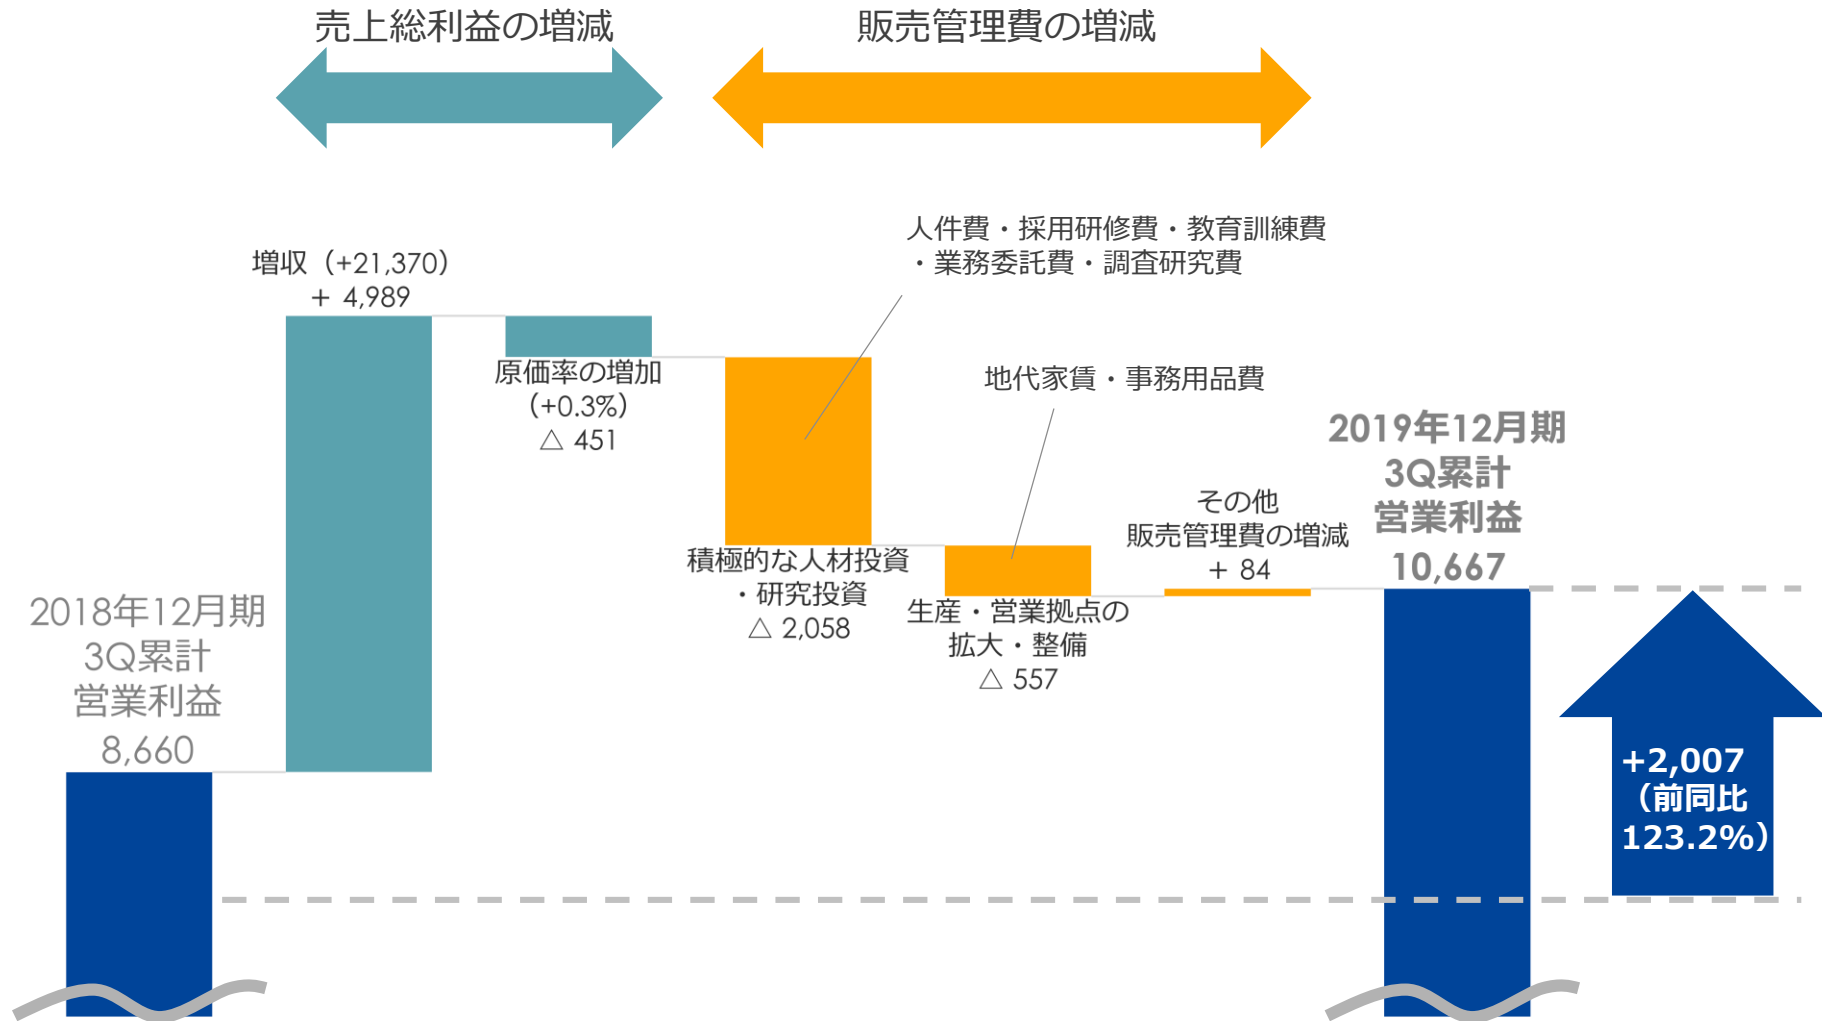 売上総利益の増減
販売管理費の増減
人件費・採用研修費・教育訓練費
・業務委託費・調査研究費
増収（+21,370）
+ 4,989
原価率の増加
（+0.3%）
△ 451
地代家賃・事務用品費
積極的な人材投資
・研究投資
△ 2,058
生産・営業拠点の
拡大・整備
△ 557
その他
販売管理費の増減
+ 84
2018年12月期
3Q累計
営業利益
8,660
2019年12月期
3Q累計
営業利益
10,667
+2,007
（前同比
123.2%）